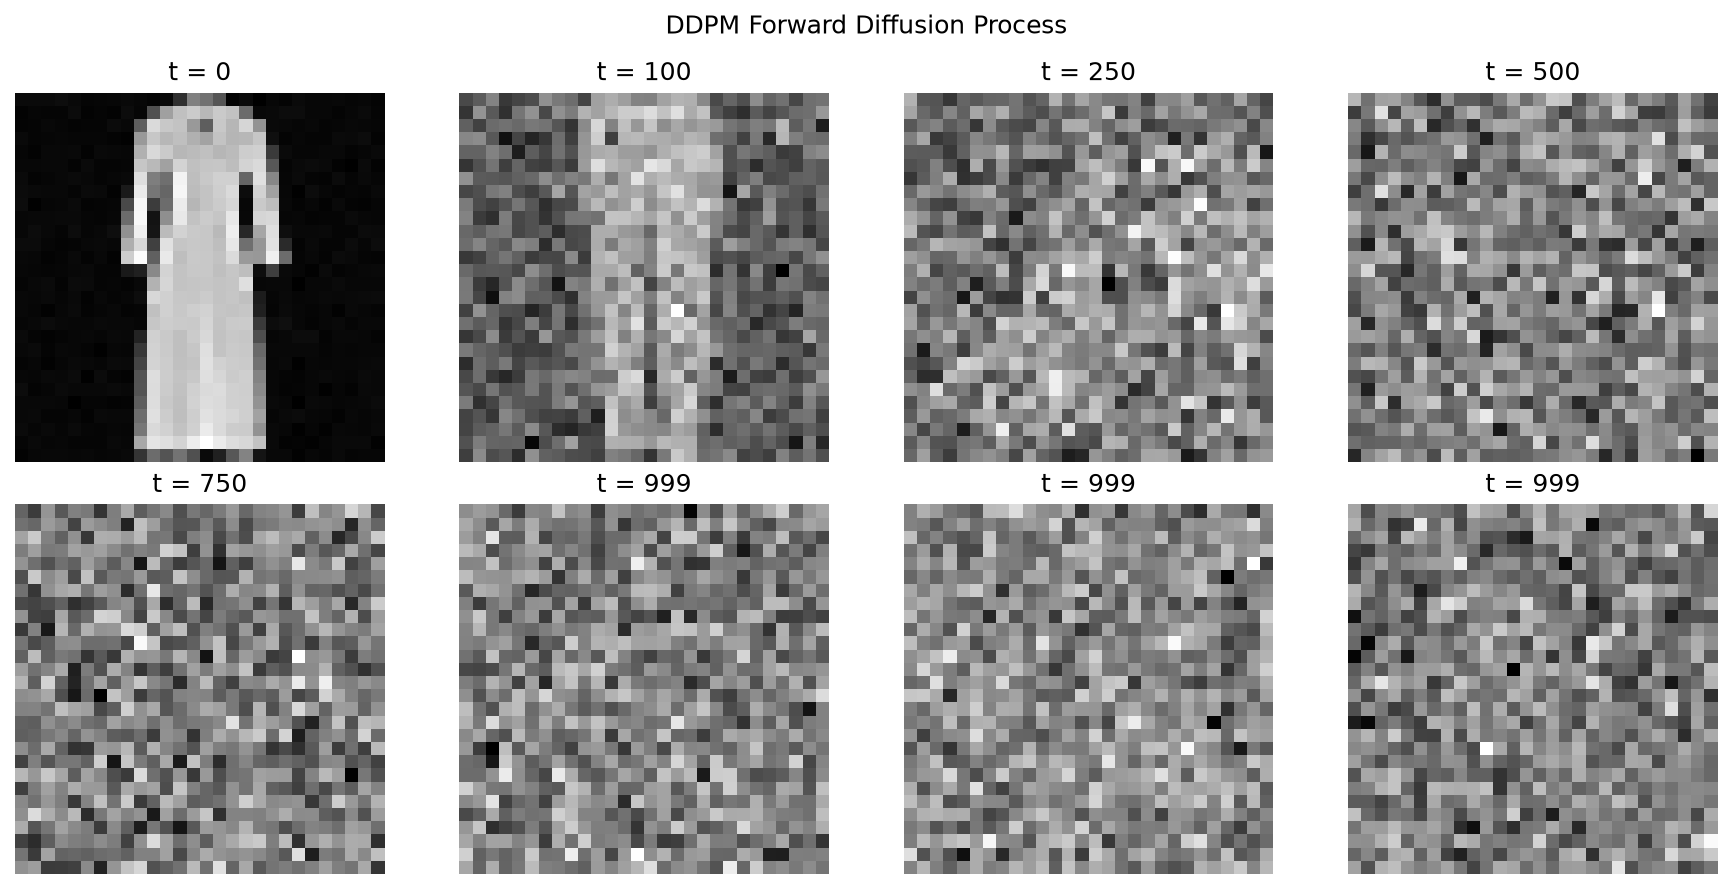 DDPM Forward Diffusion Process
t = 0
t = 100
t = 250
t = 500
t = 750
t = 999
t = 999
t = 999